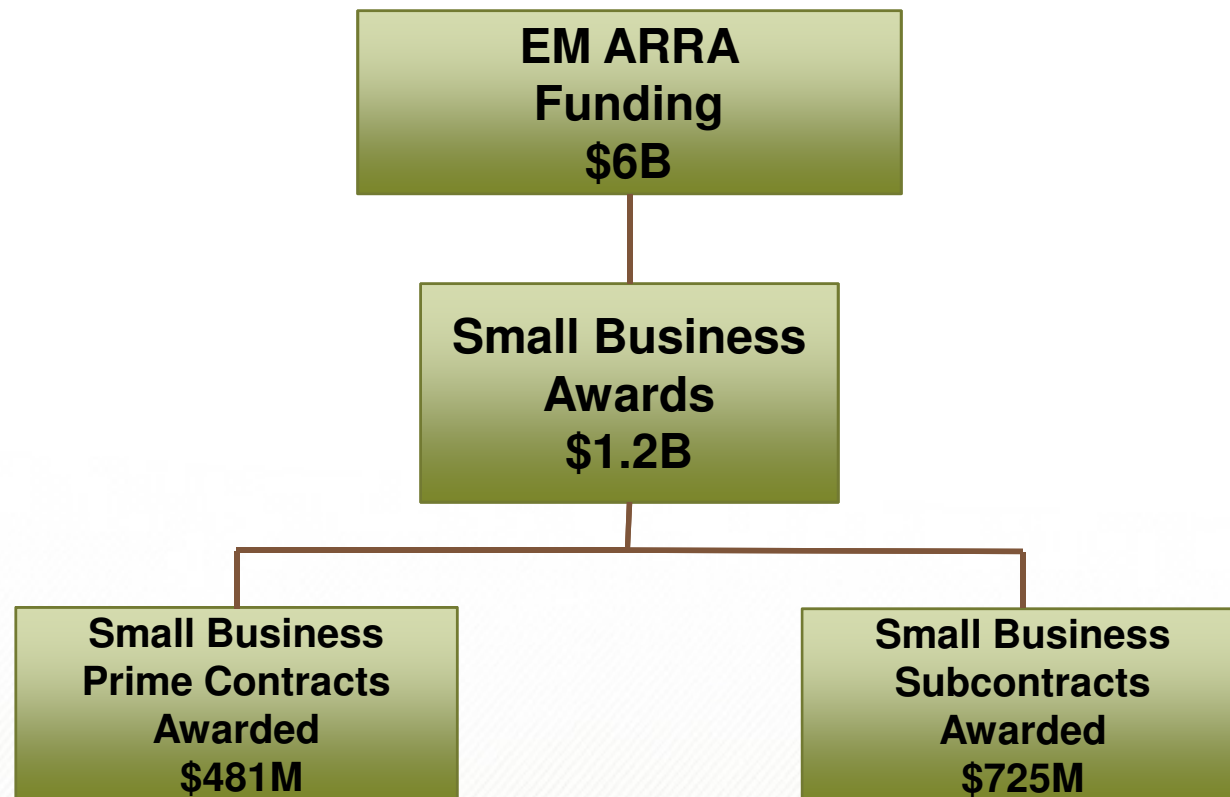 EM ARRA
Funding
$6B
Small Business
Awards
$1.2B
Small Business
Prime Contracts
Awarded
$481M
Small Business
Subcontracts
Awarded
$725M